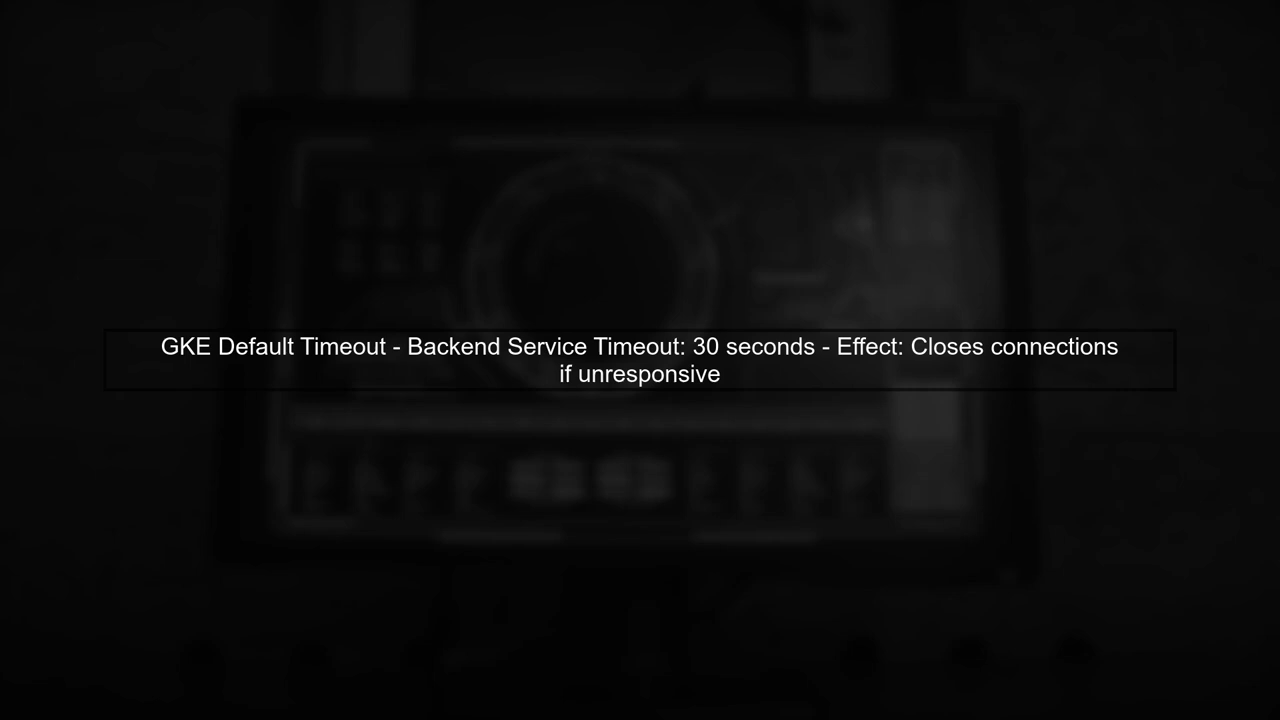 GKE Default Timeout - Backend Service Timeout: 30 seconds - Effect: Closes connections
if unresponsive